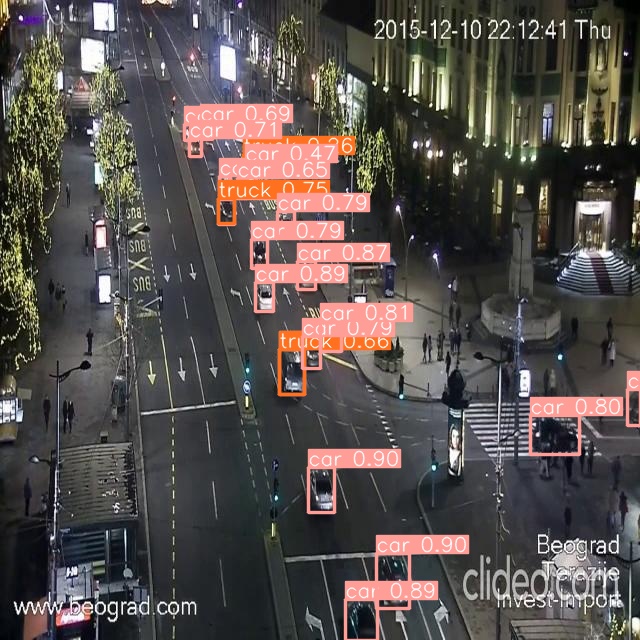 2015-12-10 22:12:41 Thu
car 0.69
car 0.71
car 0.47
car 0.65
truck 0.75
car 0.79
car 0.79
car 0.87
car 0.89
car 0.81
car 0.79
truck 0.66
car 0.80
car 0.90
car 0.90
car 0.89
BUS
BUS
BUS
Beograd
Terazije
clideo.com
invest-import
www.beograd.com